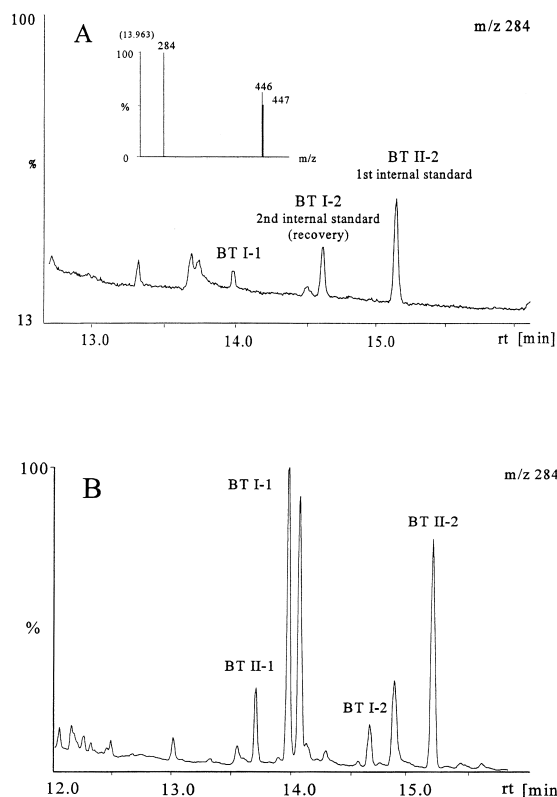 100
A
m/z 284
(13.963)
284
100
%
446
447
0
m/z
%
BT II-2
1st internal standard
BT I-2
2nd internal standard
(recovery)
BT I-1
13
13.0
14.0
15.0
rt [min]
100
B
m/z 284
BT I-1
BT II-2
%
BT II-1
BT I-2
12.0
13.0
14.0
15.0
rt [min]